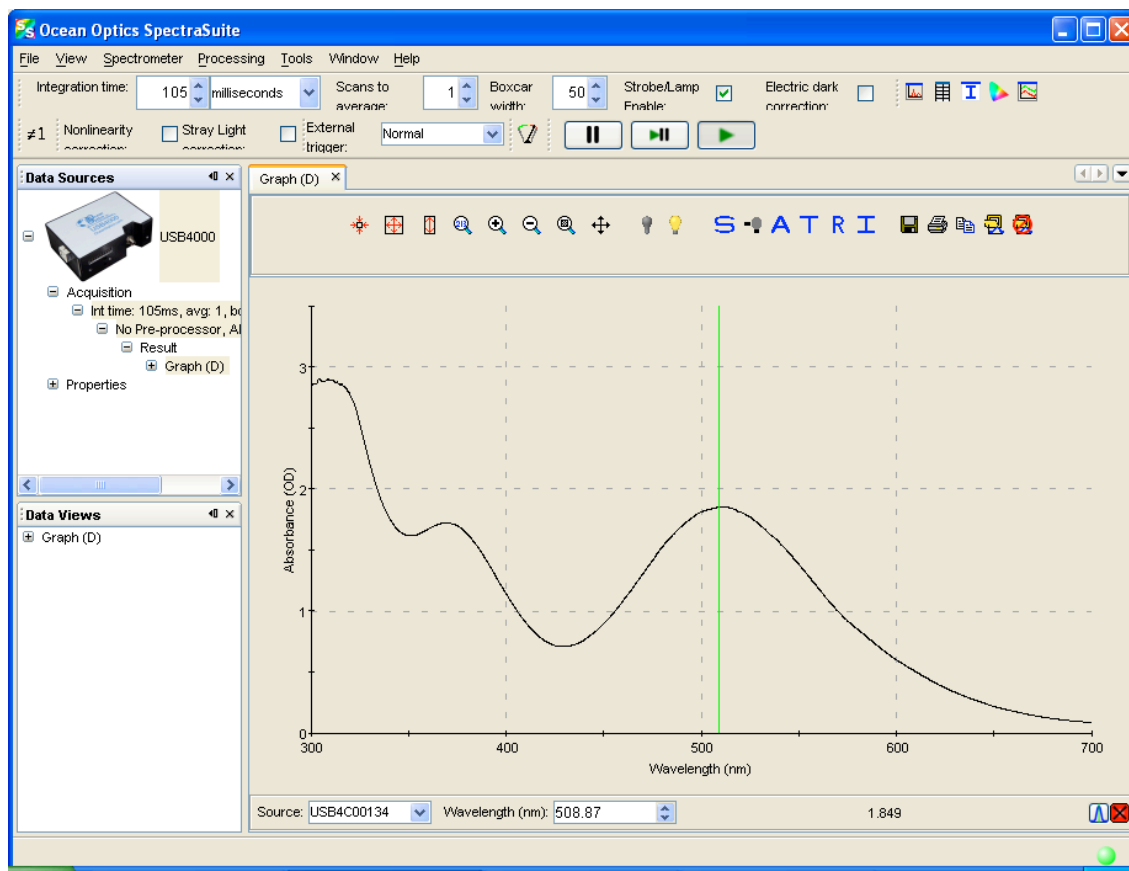 Ocean Optics SpectraSuite
File View Spectrometer Processing Tools Window Help
Integration time: 105 milliseconds Scans to average: 1 Boxcar width: 50 Strobe/Lamp Enable: Electric dark correction:
≠1 Nonlinearity correction: Stray Light correction: External trigger: Normal
Data Sources
Graph (D)
USB4000
S A T R I
Acquisition
Int time: 105ms, avg: 1, bo
No Pre-processor, Al
Result
Graph (D)
Properties
Data Views
Graph (D)
3
2
1
0
Absorbance (OD)
300 400 500 600 700
Wavelength (nm)
Source: USB4C00134 Wavelength (nm): 508.87 1.849